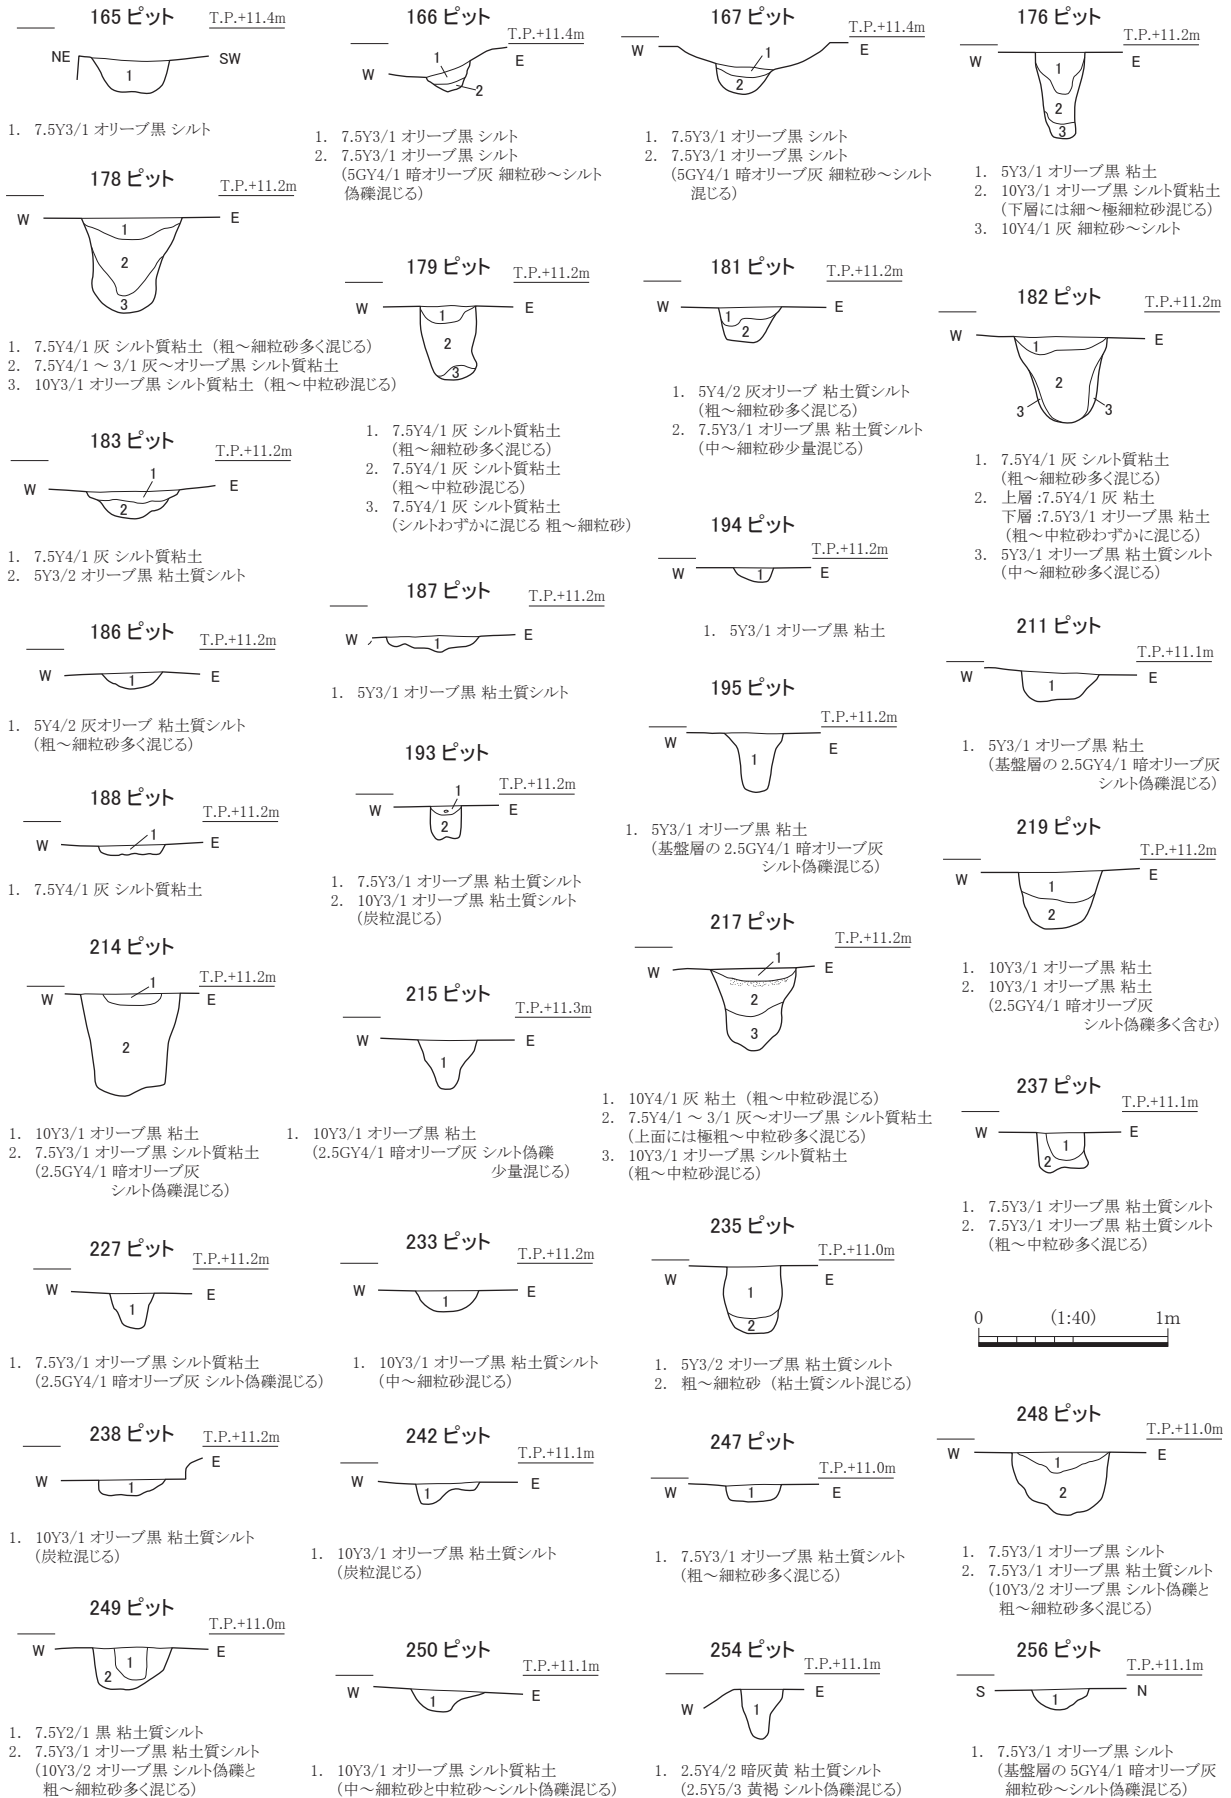 165 ピット
T.P.+11.4m
NE
SW
1
1. 7.5Y3/1 オリーブ黒 シルト
166 ピット
T.P.+11.4m
1
W
E
2
1. 7.5Y3/1 オリーブ黒 シルト
2. 7.5Y3/1 オリーブ黒 シルト
(5GY4/1 暗オリーブ灰 細粒砂～シルト
偽礫混じる)
167 ピット
T.P.+11.4m
W
1
E
2
1. 7.5Y3/1 オリーブ黒 シルト
2. 7.5Y3/1 オリーブ黒 シルト
(5GY4/1 暗オリーブ灰 細粒砂～シルト
混じる)
176 ピット
T.P.+11.2m
W
1
E
2
3
1. 5Y3/1 オリーブ黒 粘土
2. 10Y3/1 オリーブ黒 シルト質粘土
(下層には細～極細粒砂混じる)
3. 10Y4/1 灰 細粒砂～シルト
178 ピット
T.P.+11.2m
W
E
1
2
3
1. 7.5Y4/1 灰 シルト質粘土 (粗～細粒砂多く混じる)
2. 7.5Y4/1 ～ 3/1 灰～オリーブ黒 シルト質粘土
3. 10Y3/1 オリーブ黒 シルト質粘土 (粗～中粒砂混じる)
179 ピット
T.P.+11.2m
W
E
1
2
3
1. 7.5Y4/1 灰 シルト質粘土
(粗～細粒砂多く混じる)
2. 7.5Y4/1 灰 シルト質粘土
(粗～中粒砂混じる)
3. 7.5Y4/1 灰 シルト質粘土
(シルトわずかに混じる 粗～細粒砂)
181 ピット
T.P.+11.2m
W
E
1
2
1. 5Y4/2 灰オリーブ 粘土質シルト
(粗～細粒砂多く混じる)
2. 7.5Y3/1 オリーブ黒 粘土質シルト
(中～細粒砂少量混じる)
182 ピット
T.P.+11.2m
W
E
1
2
3
3
1. 7.5Y4/1 灰 シルト質粘土
(粗～細粒砂多く混じる)
2. 上層 :7.5Y4/1 灰 粘土
下層 :7.5Y3/1 オリーブ黒 粘土
(粗～中粒砂わずかに混じる)
3. 5Y3/1 オリーブ黒 粘土質シルト
(中～細粒砂多く混じる)
183 ピット
T.P.+11.2m
1
W
E
2
1. 7.5Y4/1 灰 シルト質粘土
2. 5Y3/2 オリーブ黒 粘土質シルト
194 ピット
T.P.+11.2m
W
1
E
1. 5Y3/1 オリーブ黒 粘土
186 ピット
T.P.+11.2m
W
1
E
1. 5Y4/2 灰オリーブ 粘土質シルト
(粗～細粒砂多く混じる)
187 ピット
T.P.+11.2m
W
1
E
1. 5Y3/1 オリーブ黒 粘土質シルト
195 ピット
T.P.+11.2m
W
E
1
1. 5Y3/1 オリーブ黒 粘土
(基盤層の 2.5GY4/1 暗オリーブ灰
シルト偽礫混じる)
211 ピット
T.P.+11.1m
W
1
E
1. 5Y3/1 オリーブ黒 粘土
(基盤層の 2.5GY4/1 暗オリーブ灰
シルト偽礫混じる)
188 ピット
T.P.+11.2m
W
1
E
1. 7.5Y4/1 灰 シルト質粘土
193 ピット
T.P.+11.2m
1
W
E
2
1. 7.5Y3/1 オリーブ黒 粘土質シルト
2. 10Y3/1 オリーブ黒 粘土質シルト
(炭粒混じる)
219 ピット
T.P.+11.2m
W
E
1
2
1. 10Y3/1 オリーブ黒 粘土
2. 10Y3/1 オリーブ黒 粘土
(2.5GY4/1 暗オリーブ灰
シルト偽礫多く含む)
214 ピット
T.P.+11.2m
1
W
E
2
1. 10Y3/1 オリーブ黒 粘土
2. 7.5Y3/1 オリーブ黒 シルト質粘土
(2.5GY4/1 暗オリーブ灰
シルト偽礫混じる)
215 ピット
T.P.+11.3m
W
E
1
1. 10Y3/1 オリーブ黒 粘土
(2.5GY4/1 暗オリーブ灰 シルト偽礫
少量混じる)
217 ピット
T.P.+11.2m
1
W
E
2
3
1. 10Y4/1 灰 粘土 (粗～中粒砂混じる)
2. 7.5Y4/1 ～ 3/1 灰～オリーブ黒 シルト質粘土
(上面には極粗～中粒砂多く混じる)
3. 10Y3/1 オリーブ黒 シルト質粘土
(粗～中粒砂混じる)
237 ピット
T.P.+11.1m
W
E
1
2
1. 7.5Y3/1 オリーブ黒 粘土質シルト
2. 7.5Y3/1 オリーブ黒 粘土質シルト
(粗～中粒砂多く混じる)
227 ピット
T.P.+11.2m
W
E
1
1. 7.5Y3/1 オリーブ黒 シルト質粘土
(2.5GY4/1 暗オリーブ灰 シルト偽礫混じる)
233 ピット
T.P.+11.2m
W
E
1
1. 10Y3/1 オリーブ黒 粘土質シルト
(中～細粒砂混じる)
235 ピット
T.P.+11.0m
W
E
1
2
1. 5Y3/2 オリーブ黒 粘土質シルト
2. 粗～細粒砂 (粘土質シルト混じる)
0 (1:40) 1m
238 ピット
T.P.+11.2m
E
W
1
1. 10Y3/1 オリーブ黒 粘土質シルト
(炭粒混じる)
242 ピット
T.P.+11.1m
W
E
1
1. 10Y3/1 オリーブ黒 粘土質シルト
(炭粒混じる)
247 ピット
T.P.+11.0m
W
1
E
1. 7.5Y3/1 オリーブ黒 粘土質シルト
(粗～細粒砂多く混じる)
248 ピット
T.P.+11.0m
W
E
1
2
1. 7.5Y3/1 オリーブ黒 シルト
2. 7.5Y3/1 オリーブ黒 粘土質シルト
(10Y3/2 オリーブ黒 シルト偽礫と
粗～細粒砂多く混じる)
249 ピット
T.P.+11.0m
W
E
1
2
1. 7.5Y2/1 黒 粘土質シルト
2. 7.5Y3/1 オリーブ黒 粘土質シルト
(10Y3/2 オリーブ黒 シルト偽礫と
粗～細粒砂多く混じる)
250 ピット
T.P.+11.1m
W
E
1
1. 10Y3/1 オリーブ黒 シルト質粘土
(中～細粒砂と中粒砂～シルト偽礫混じる)
254 ピット
T.P.+11.1m
E
W
1
1. 2.5Y4/2 暗灰黄 粘土質シルト
(2.5Y5/3 黄褐 シルト偽礫混じる)
256 ピット
T.P.+11.1m
S
N
1
1. 7.5Y3/1 オリーブ黒 シルト
(基盤層の 5GY4/1 暗オリーブ灰
細粒砂～シルト偽礫混じる)